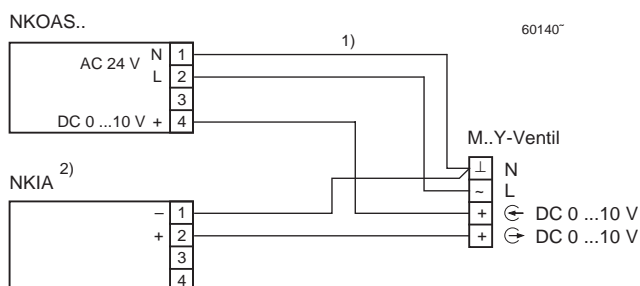 NKOAS..
60140~
1)
AC 24 V N 1
L 2
3
DC 0 ...10 V + 4
M..Y-Ventil
NKIA 2)
⊥ N
~ L
+ DC 0 ...10 V
+ DC 0 ...10 V
– 1
+ 2
3
4